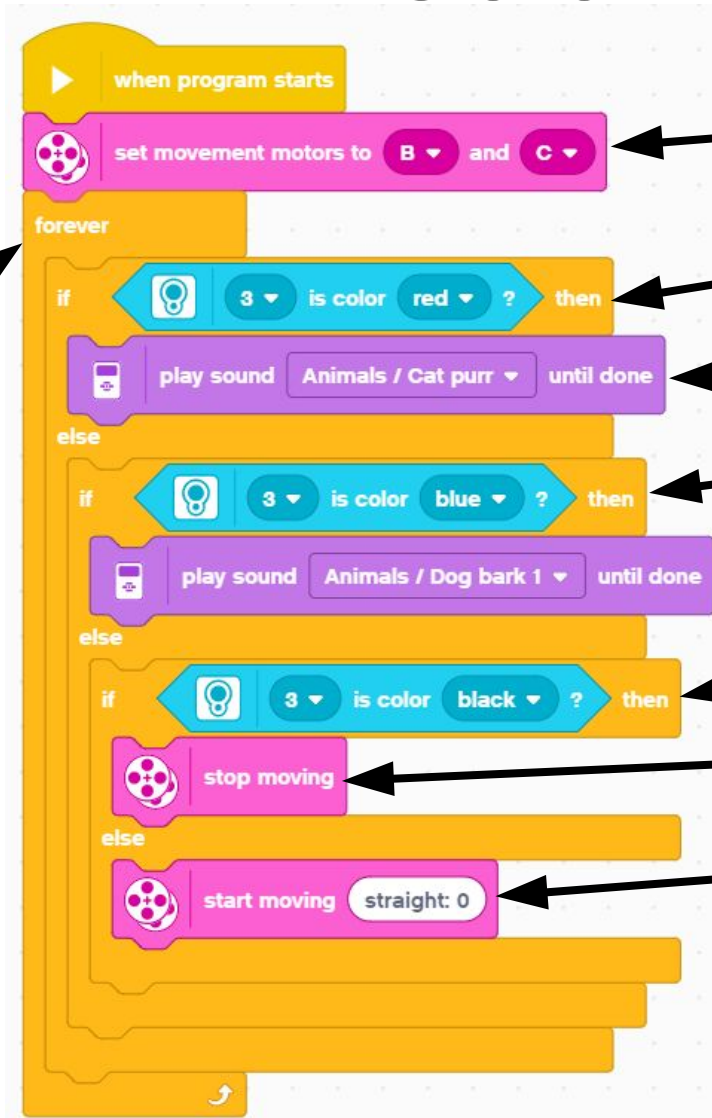 when program starts
set movement motors to B and C
forever
if 3 is color red ? then
play sound Animals / Cat purr until done
else
if 3 is color blue ? then
play sound Animals / Dog bark 1 until done
else
if 3 is color black ? then
stop moving
else
start moving straight: 0